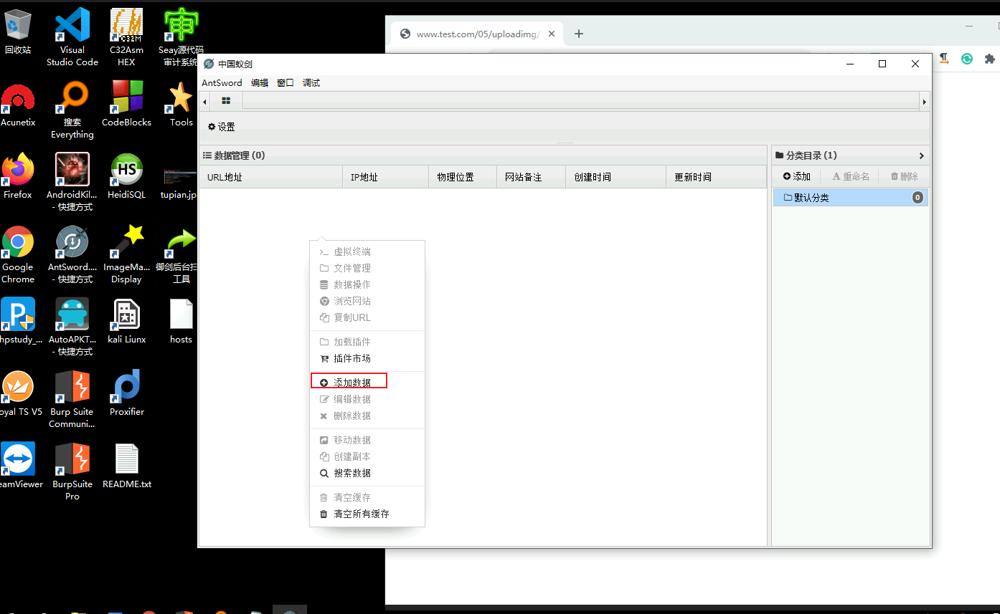 回收站
Visual
Studio Code
C32Asm
HEX
Seay源代码
审计系统
Acunetix
搜索
Everything
CodeBlocks
Tools
Firefox
AndroidKil...
- 快捷方式
HeidiSQL
tupian.jp
Google
Chrome
AntSword....
- 快捷方式
ImageMa...
Display
御剑后台扫
工具
hpstudy_...
AutoAPKT...
- 快捷方式
kali Liunx
hosts
oyal TS V5
Burp Suite
Communi...
Proxifier
eamViewer
BurpSuite
Pro
README.txt
www.test.com/05/uploadimg/
中国蚁剑
AntSword 编辑 窗口 调试
设置
数据管理 (0)
URL地址 IP地址 物理位置 网站备注 创建时间 更新时间
分类目录 (1)
添加 重命名 删除
默认分类 0
虚拟终端
文件管理
数据操作
浏览网站
复制URL
加载插件
插件市场
添加数据
编辑数据
删除数据
移动数据
创建副本
搜索数据
清空缓存
清空所有缓存